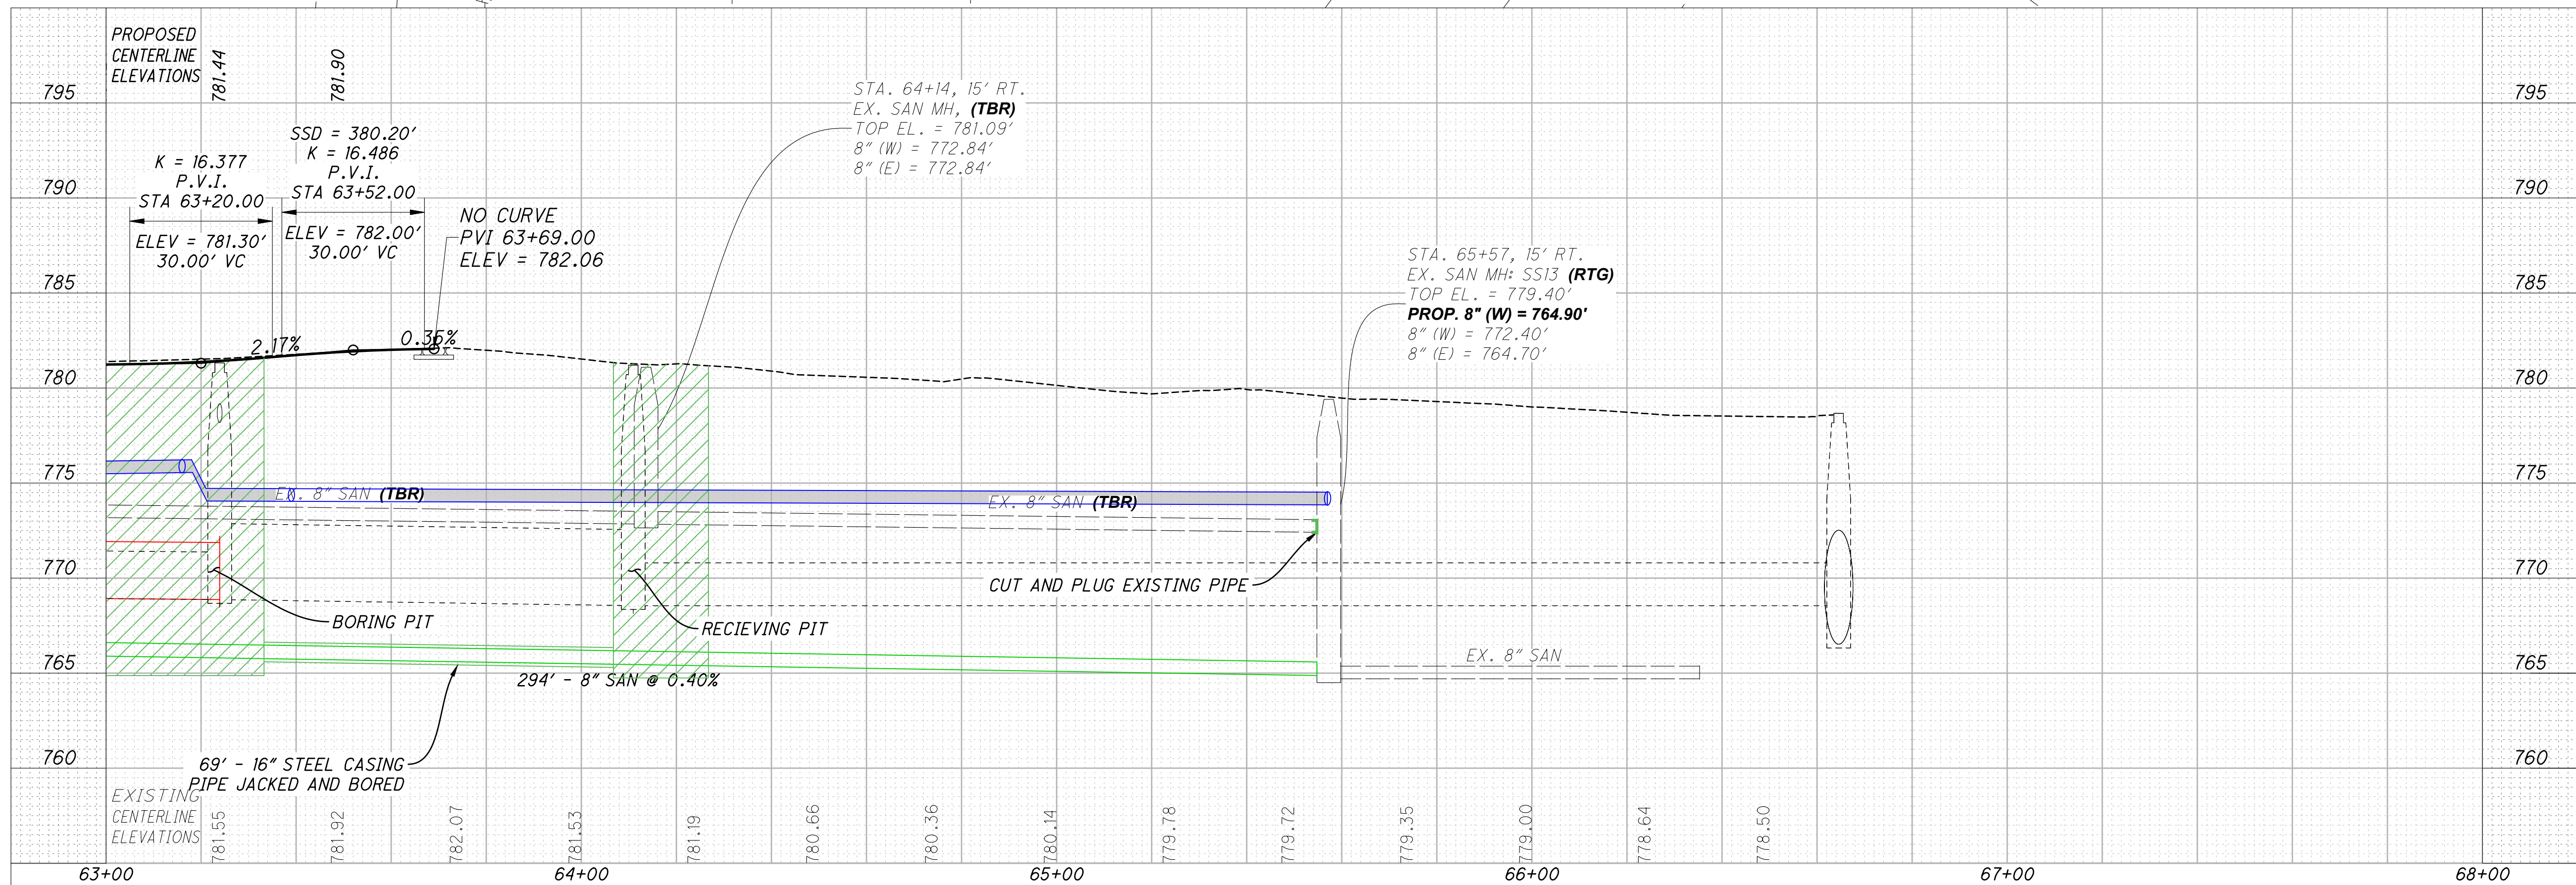 PROPOSED
CENTERLINE
ELEVATIONS
781.44
781.90
795
795
STA. 64+14, 15' RT.
EX. SAN MH, (TBR)
TOP EL. = 781.09'
8" (W) = 772.84'
8" (E) = 772.84'
SSD = 380.20'
K = 16.486
P.V.I.
STA 63+52.00
K = 16.377
P.V.I.
STA 63+20.00
790
790
ELEV = 781.30'
30.00' VC
ELEV = 782.00'
30.00' VC
NO CURVE
PVI 63+69.00
ELEV = 782.06
STA. 65+57, 15' RT.
EX. SAN MH: SS13 (RTG)
TOP EL. = 779.40'
PROP. 8" (W) = 764.90'
8" (W) = 772.40'
8" (E) = 764.70'
785
785
2.17%
0.36%
780
780
775
775
EX. 8" SAN (TBR)
EX. 8" SAN (TBR)
770
770
CUT AND PLUG EXISTING PIPE
BORING PIT
RECIEVING PIT
EX. 8" SAN
765
765
294' - 8" SAN @ 0.40%
760
760
69' - 16" STEEL CASING
PIPE JACKED AND BORED
EXISTING
CENTERLINE
ELEVATIONS
781.55
781.92
782.07
781.53
781.19
780.66
780.36
780.14
779.78
779.72
779.35
779.00
778.64
778.50
63+00
64+00
65+00
66+00
67+00
68+00